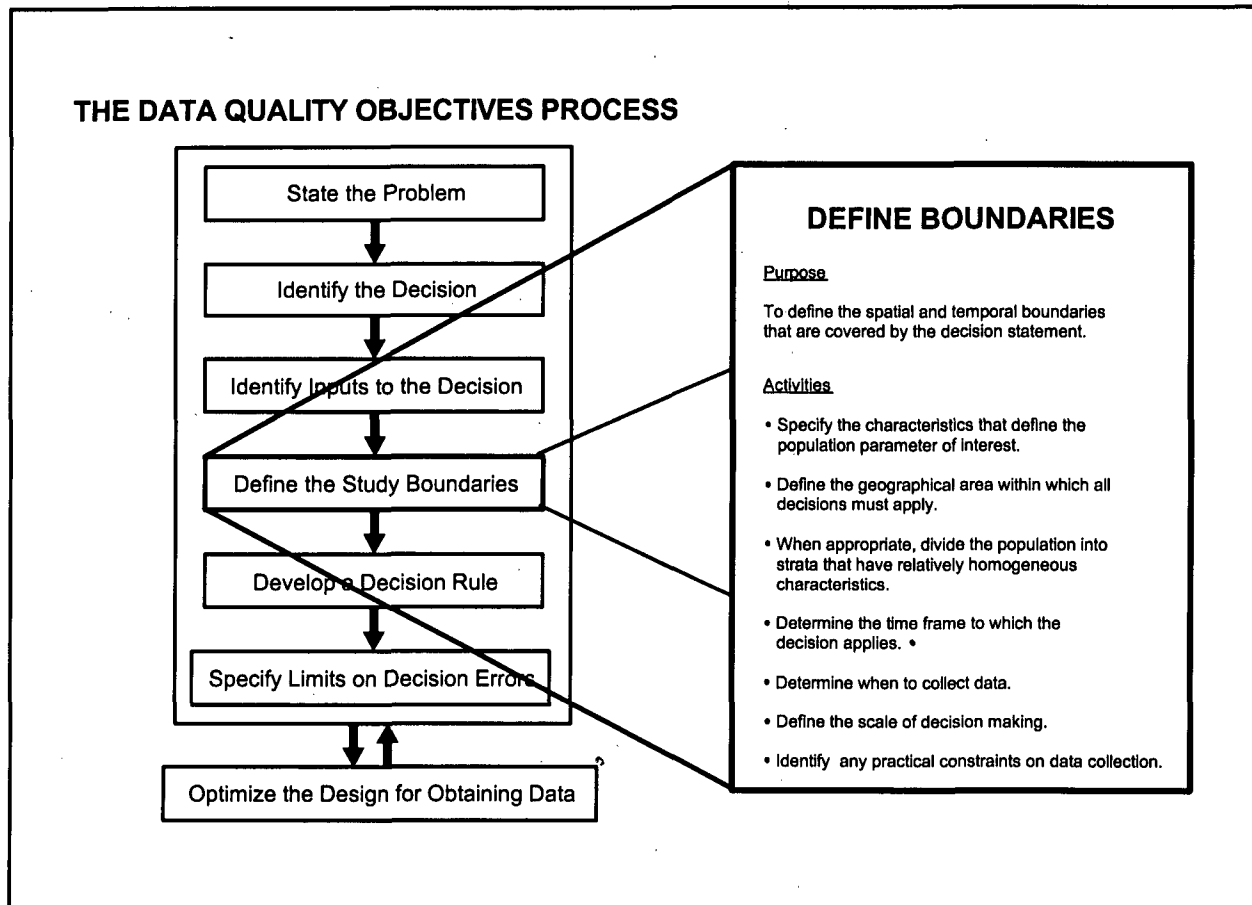 THE DATA QUALITY OBJECTIVES PROCESS
State the Problem
Identify the Decision
Identify Inputs to the Decision
Define the Study Boundaries
Develop a Decision Rule
Specify Limits on Decision Errors
Optimize the Design for Obtaining Data
DEFINE BOUNDARIES
Purpose
To define the spatial and temporal boundaries
that are covered by the decision statement.
Activities
• Specify the characteristics that define the
population parameter of interest.
• Define the geographical area within which all
decisions must apply.
• When appropriate, divide the population into
strata that have relatively homogeneous
characteristics.
• Determine the time frame to which the
decision applies. •
• Determine when to collect data.
• Define the scale of decision making.
• Identify any practical constraints on data collection.